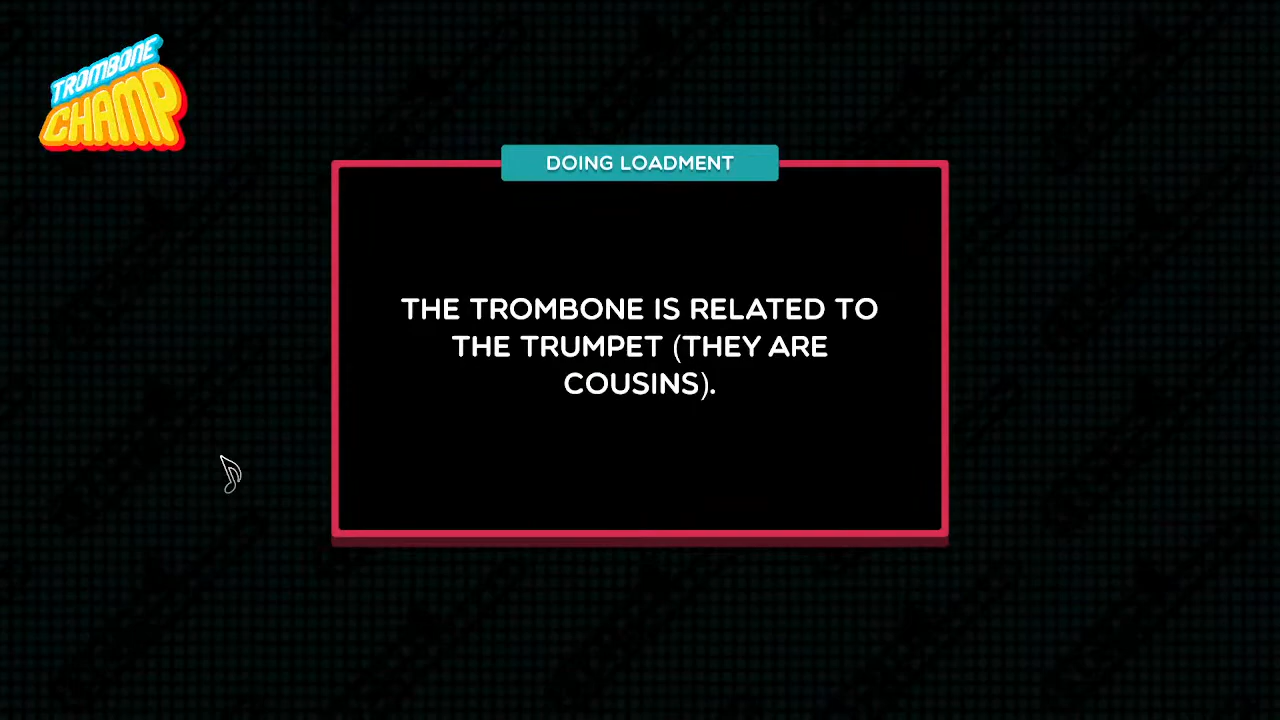 TROMBONE
CHAMP
DOING LOADMENT
THE TROMBONE IS RELATED TO
THE TRUMPET (THEY ARE
COUSINS).